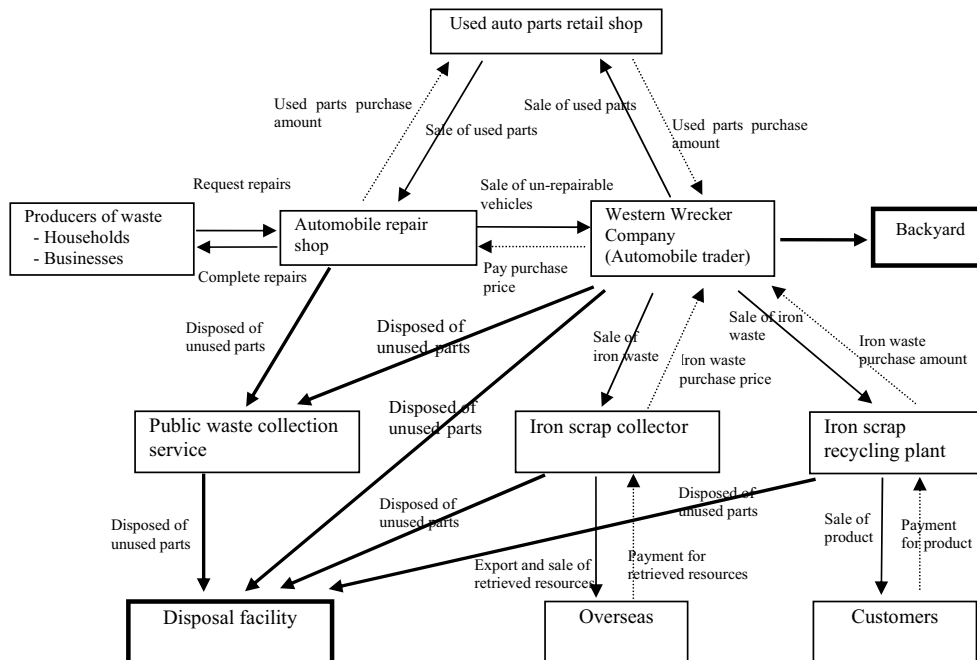 Used auto parts retail shop
Used parts purchase
amount
Sale of used parts
Sale of used parts
Used parts purchase
amount
Request repairs
Sale of un-repairable
vehicles
Producers of waste
- Households
- Businesses
Automobile repair
shop
Western Wrecker
Company
(Automobile trader)
Backyard
Complete repairs
Pay purchase
price
Disposed of
unused parts
Disposed of
unused parts
Sale of
iron waste
Iron waste
purchase price
Sale of iron
waste
Iron waste
purchase amount
Disposed of
unused parts
Public waste collection
service
Iron scrap collector
Iron scrap
recycling plant
Disposed of
unused parts
Disposed of
unused parts
Disposed of
unused parts
Sale of
product
Payment
for product
Export and sale of
retrieved resources
Payment for
retrieved resources
Disposal facility
Overseas
Customers